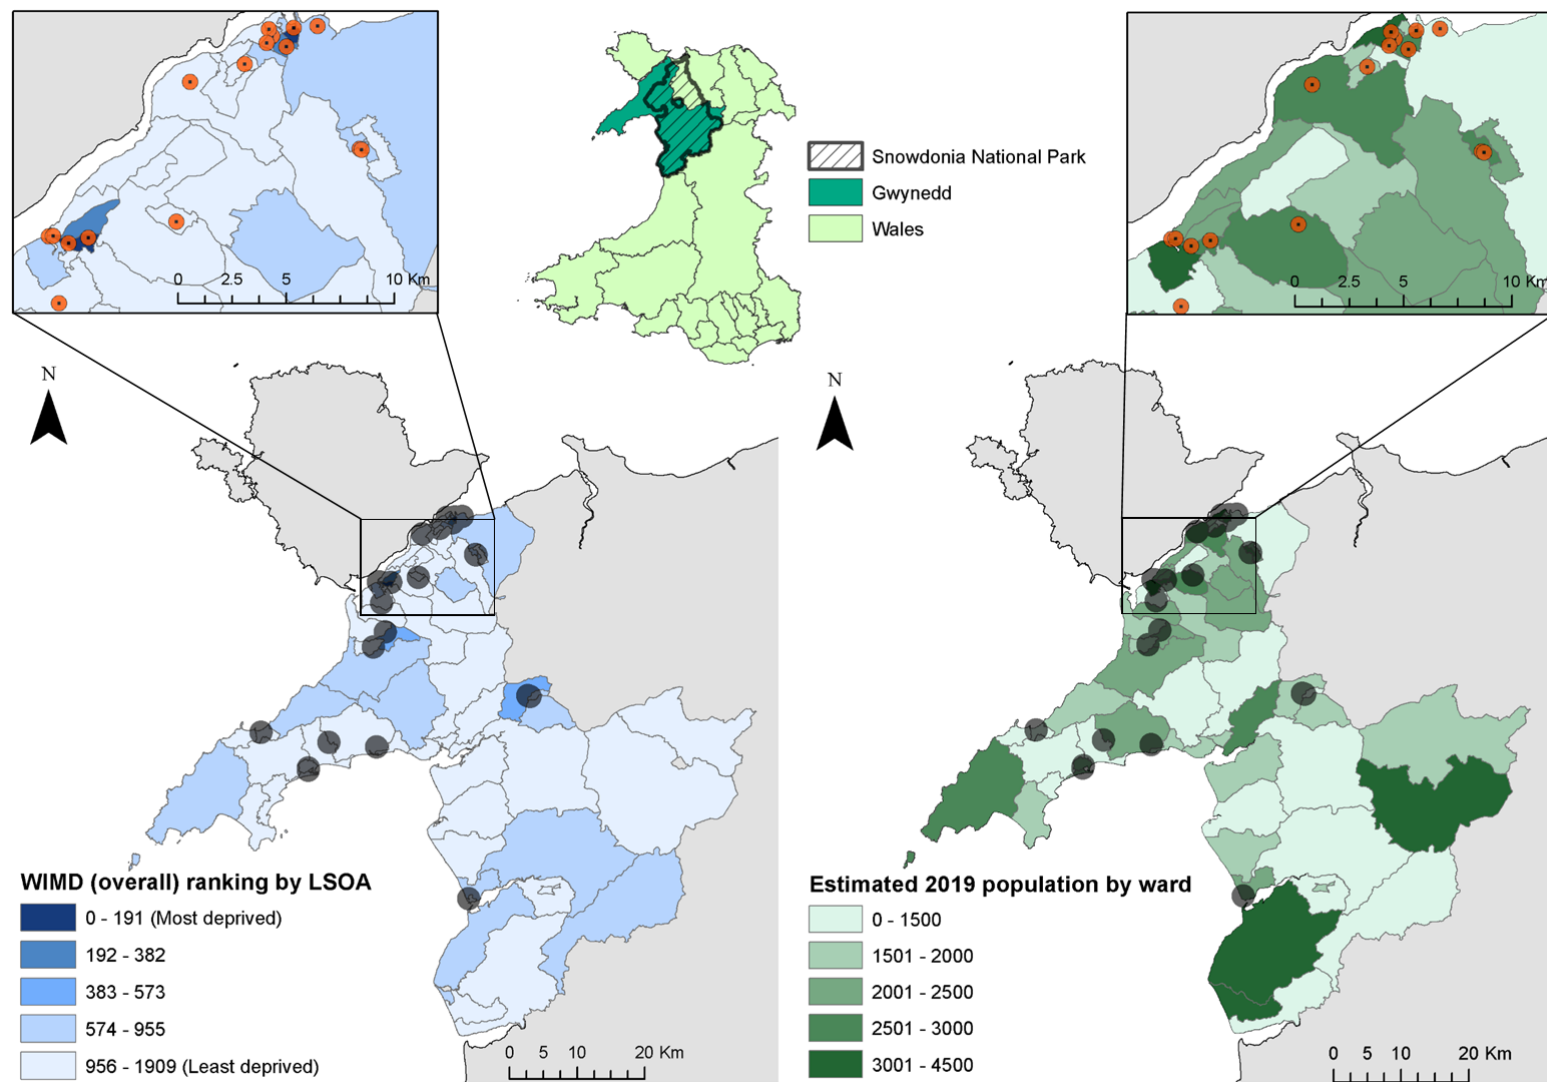 0 2.5 5 10 Km
Snowdonia National Park
Gwynedd
Wales
0 2.5 5 10 Km
N
N
WIMD (overall) ranking by LSOA
0 - 191 (Most deprived)
192 - 382
383 - 573
574 - 955
956 - 1909 (Least deprived)
0 5 10 20 Km
Estimated 2019 population by ward
0 - 1500
1501 - 2000
2001 - 2500
2501 - 3000
3001 - 4500
0 5 10 20 Km